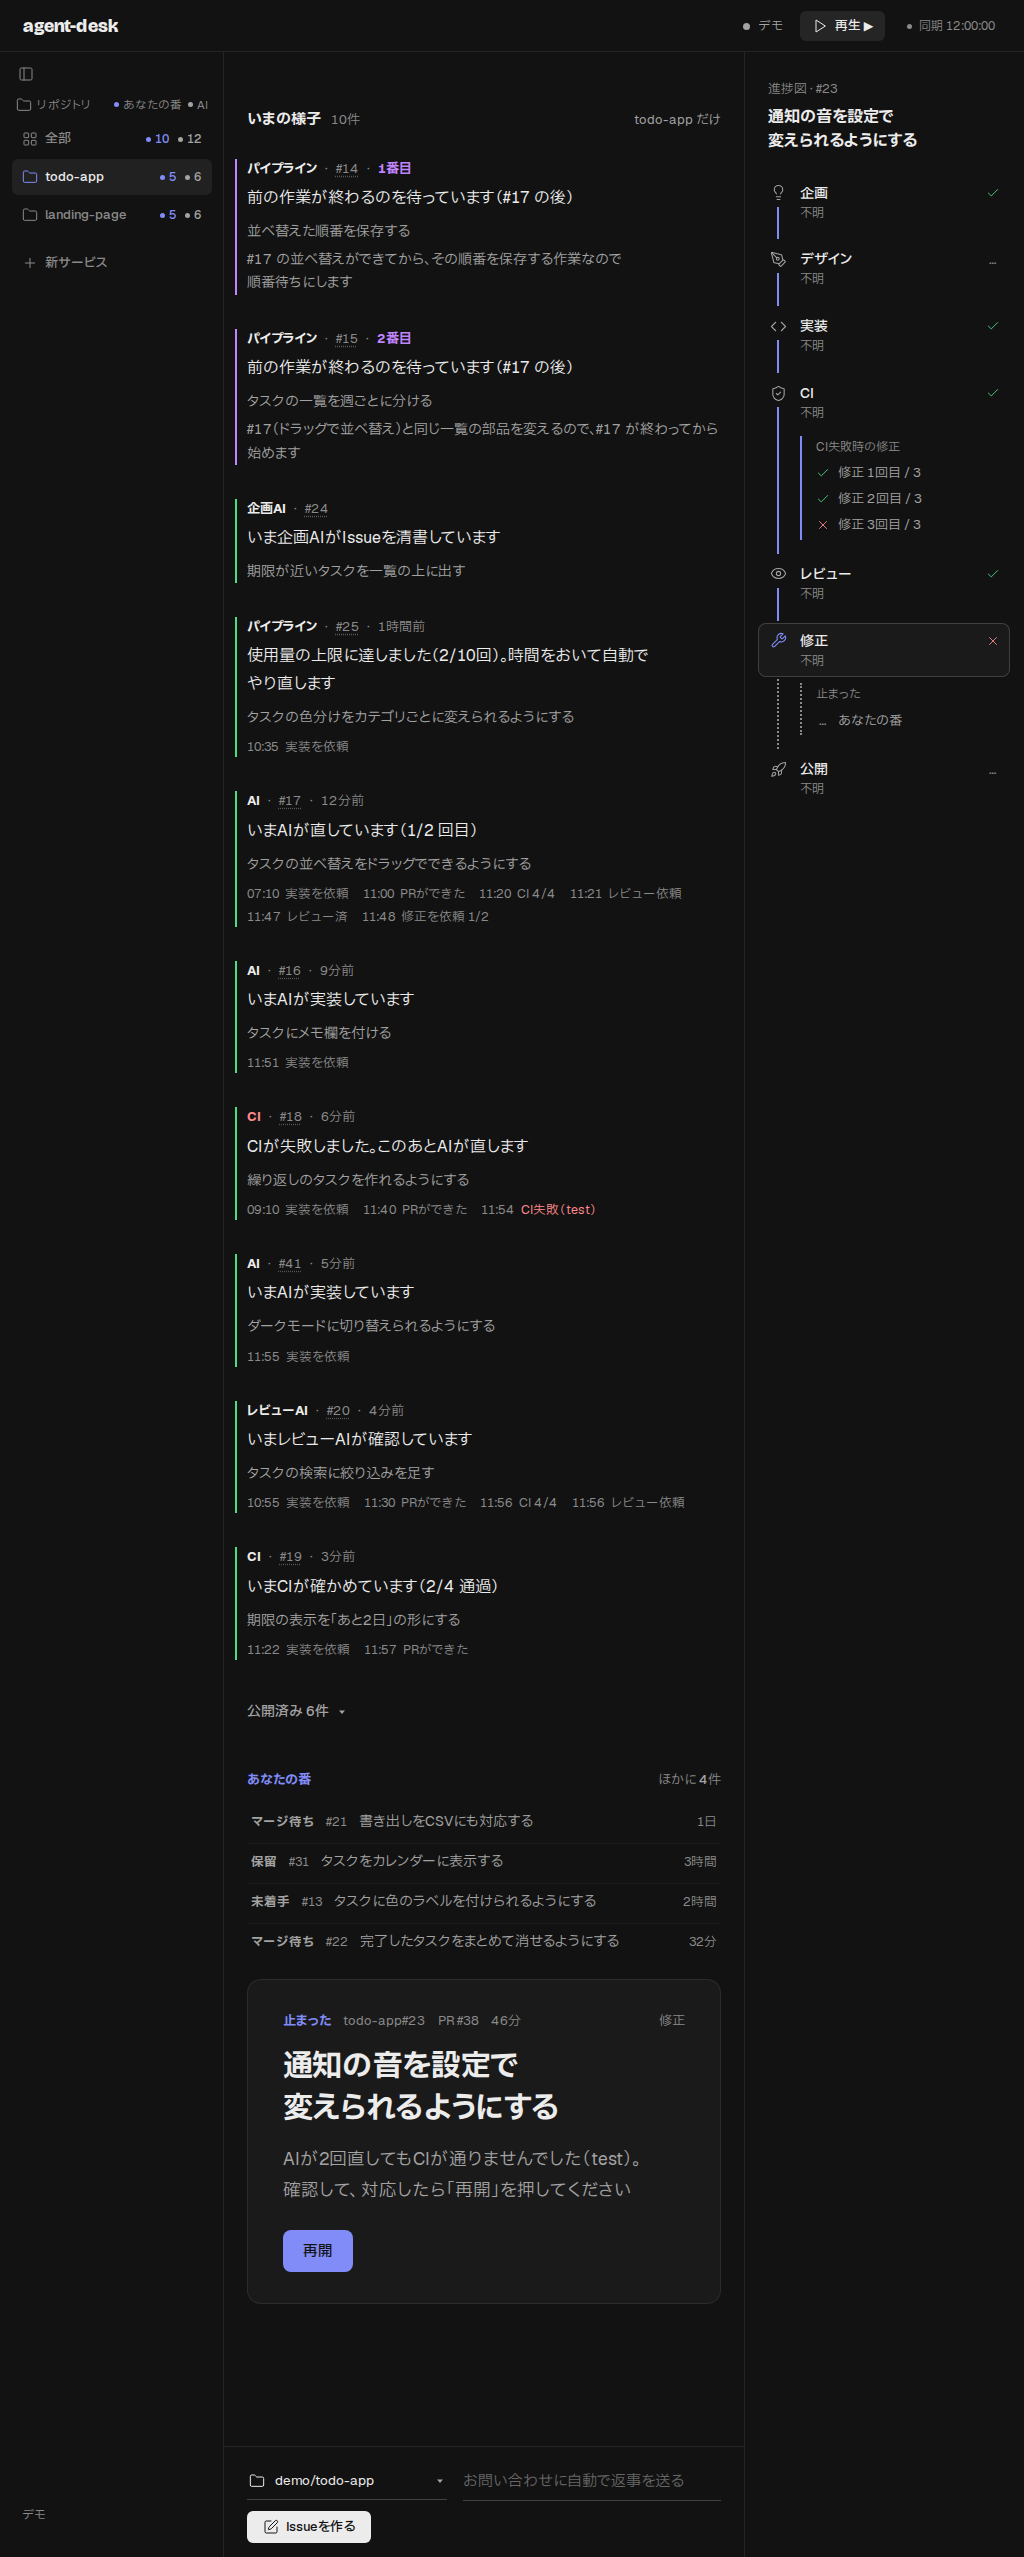 agent-desk
デモ
再生 ▶
同期 12:00:00
リポジトリ
あなたの番
AI
全部
10
12
todo-app
5
6
landing-page
5
6
新サービス
デモ
いまの様子 10件
todo-app だけ
パイプライン · #14 · 1番目
前の作業が終わるのを待っています（#17 の後）
並べ替えた順番を保存する
#17 の並べ替えができてから、その順番を保存する作業なので
順番待ちにします
パイプライン · #15 · 2番目
前の作業が終わるのを待っています（#17 の後）
タスクの一覧を週ごとに分ける
#17（ドラッグで並べ替え）と同じ一覧の部品を変えるので、#17 が終わってから
始めます
企画AI · #24
いま企画AIがIssueを清書しています
期限が近いタスクを一覧の上に出す
パイプライン · #25 · 1時間前
使用量の上限に達しました（2/10回）。時間をおいて自動で
やり直します
タスクの色分けをカテゴリごとに変えられるようにする
10:35 実装を依頼
AI · #17 · 12分前
いまAIが直しています（1/2 回目）
タスクの並べ替えをドラッグでできるようにする
07:10 実装を依頼 11:00 PRができた 11:20 CI 4/4 11:21 レビュー依頼
11:47 レビュー済 11:48 修正を依頼 1/2
AI · #16 · 9分前
いまAIが実装しています
タスクにメモ欄を付ける
11:51 実装を依頼
CI · #18 · 6分前
CIが失敗しました。このあとAIが直します
繰り返しのタスクを作れるようにする
09:10 実装を依頼 11:40 PRができた 11:54 CI失敗（test）
AI · #41 · 5分前
いまAIが実装しています
ダークモードに切り替えられるようにする
11:55 実装を依頼
レビューAI · #20 · 4分前
いまレビューAIが確認しています
タスクの検索に絞り込みを足す
10:55 実装を依頼 11:30 PRができた 11:56 CI 4/4 11:56 レビュー依頼
CI · #19 · 3分前
いまCIが確かめています（2/4 通過）
期限の表示を「あと2日」の形にする
11:22 実装を依頼 11:57 PRができた
公開済み 6件
あなたの番
ほかに 4件
マージ待ち #21 書き出しをCSVにも対応する 1日
保留 #31 タスクをカレンダーに表示する 3時間
未着手 #13 タスクに色のラベルを付けられるようにする 2時間
マージ待ち #22 完了したタスクをまとめて消せるようにする 32分
止まった todo-app#23 PR #38 46分 修正
通知の音を設定で
変えられるようにする
AIが2回直してもCIが通りませんでした（test）。
確認して、対応したら「再開」を押してください
再開
demo/todo-app
お問い合わせに自動で返事を送る
Issueを作る
進捗図 · #23
通知の音を設定で
変えられるようにする
企画
不明
デザイン
…
不明
実装
不明
CI
不明
CI失敗時の修正
修正 1回目 / 3
修正 2回目 / 3
修正 3回目 / 3
レビュー
不明
修正
不明
止まった
… あなたの番
公開
…
不明